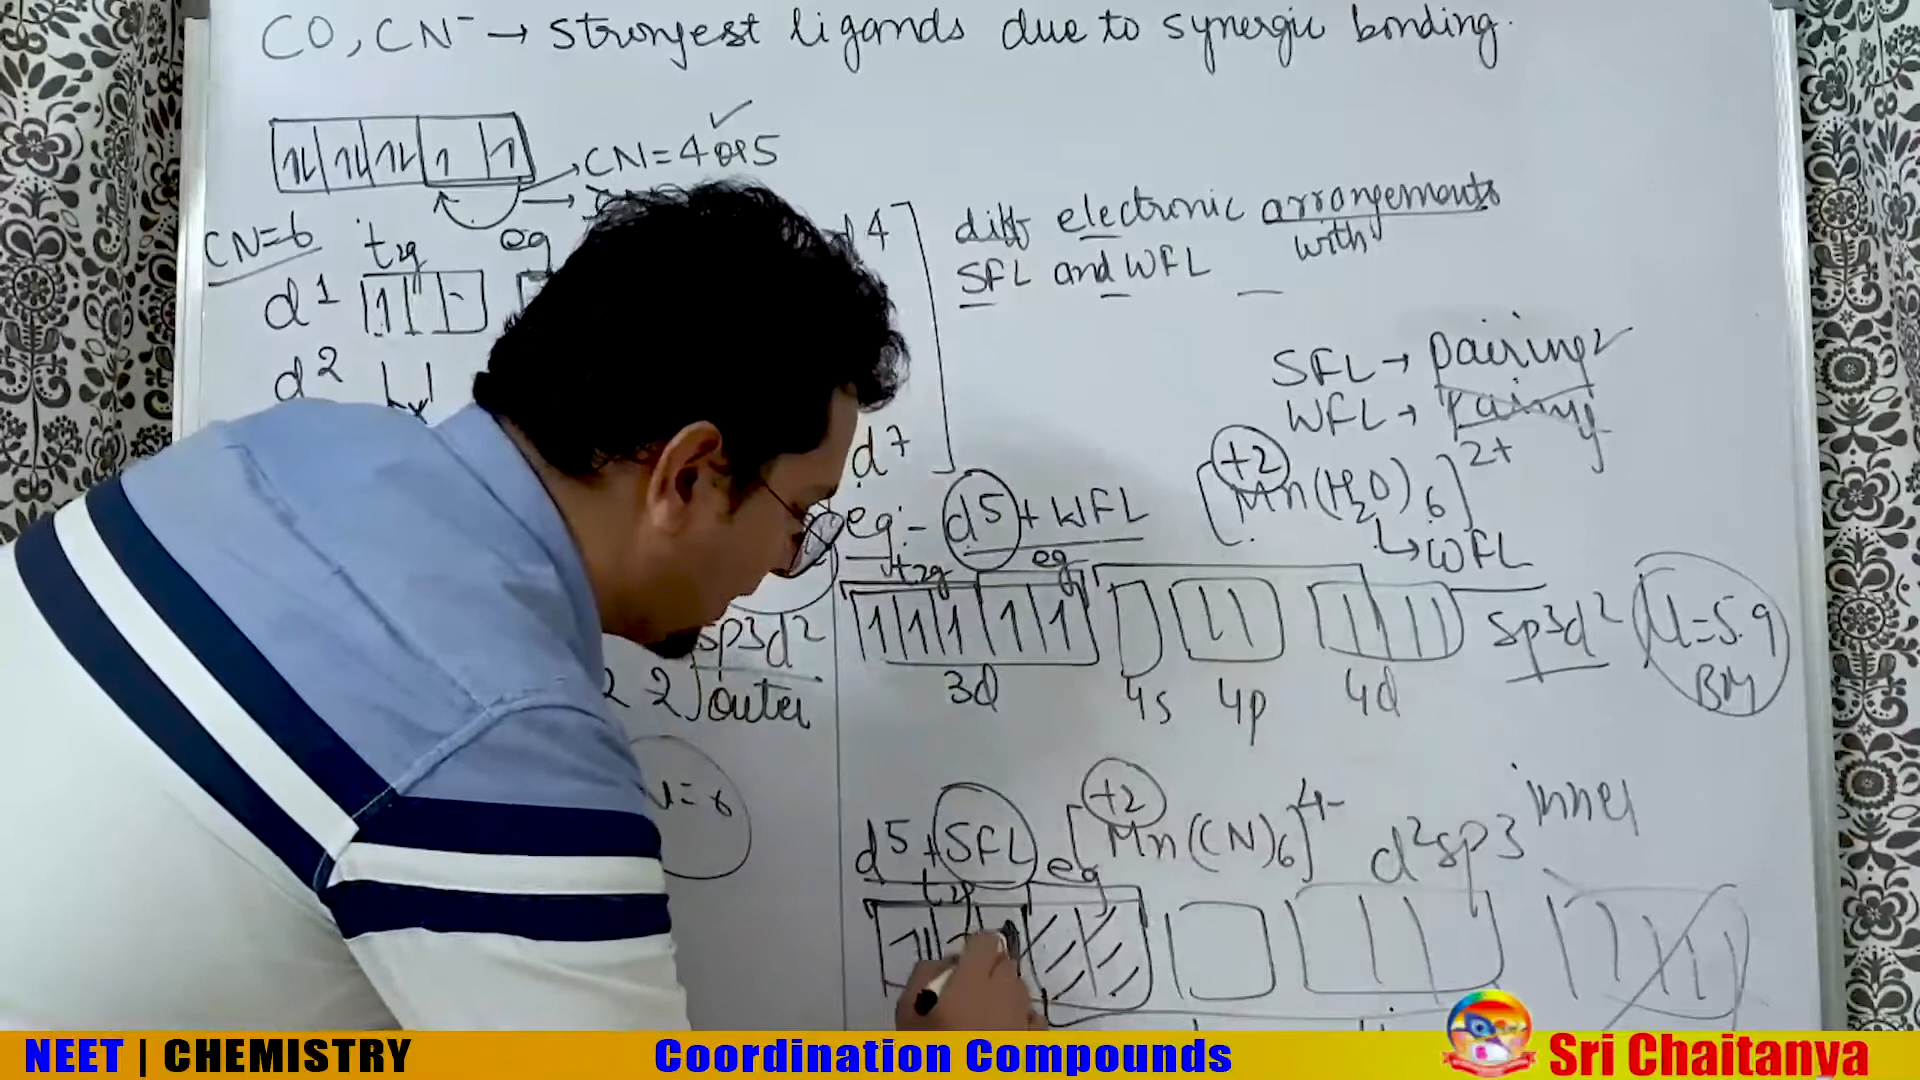 CO, CN⁻ → strongest ligands due to synergic bonding.
CN = 4 or 5
CN=6 t2g eg
d1
d2
d4
d7
diff electronic arrangements
with
SFL and WFL
SFL → pairing
WFL → pairing
+2
[Mn(H2O)6]2+
WFL
eg:- d5 + WFL
t2g eg
3d 4s 4p 4d
sp3d2
μ=5.9
BM
sp3d2
outer
d5 + SFL
+2
[Mn(CN)6]4-
d2sp3 inner
t2g eg
NEET | CHEMISTRY
Coordination Compounds
Sri Chaitanya